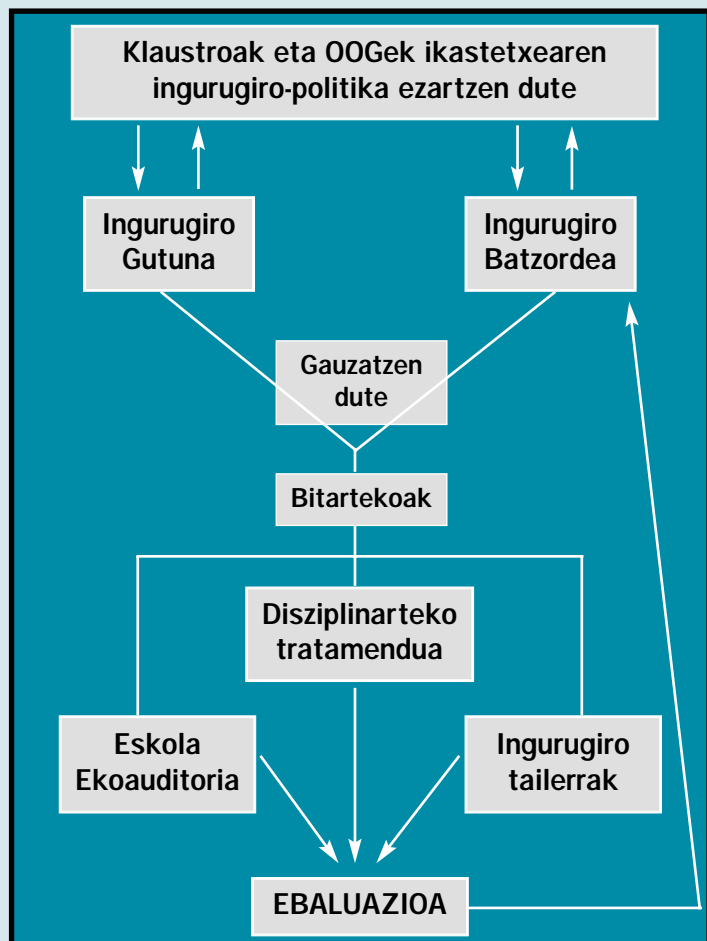 Klaustroak eta OOGek ikastetxearen
ingurugiro-politika ezartzen dute
Ingurugiro
Gutuna
Ingurugiro
Batzordea
Gauzatzen
dute
Bitartekoak
Disziplinarteko
tratamendua
Eskola
Ekoauditoria
Ingurugiro
tailerrak
EBALUAZIOA